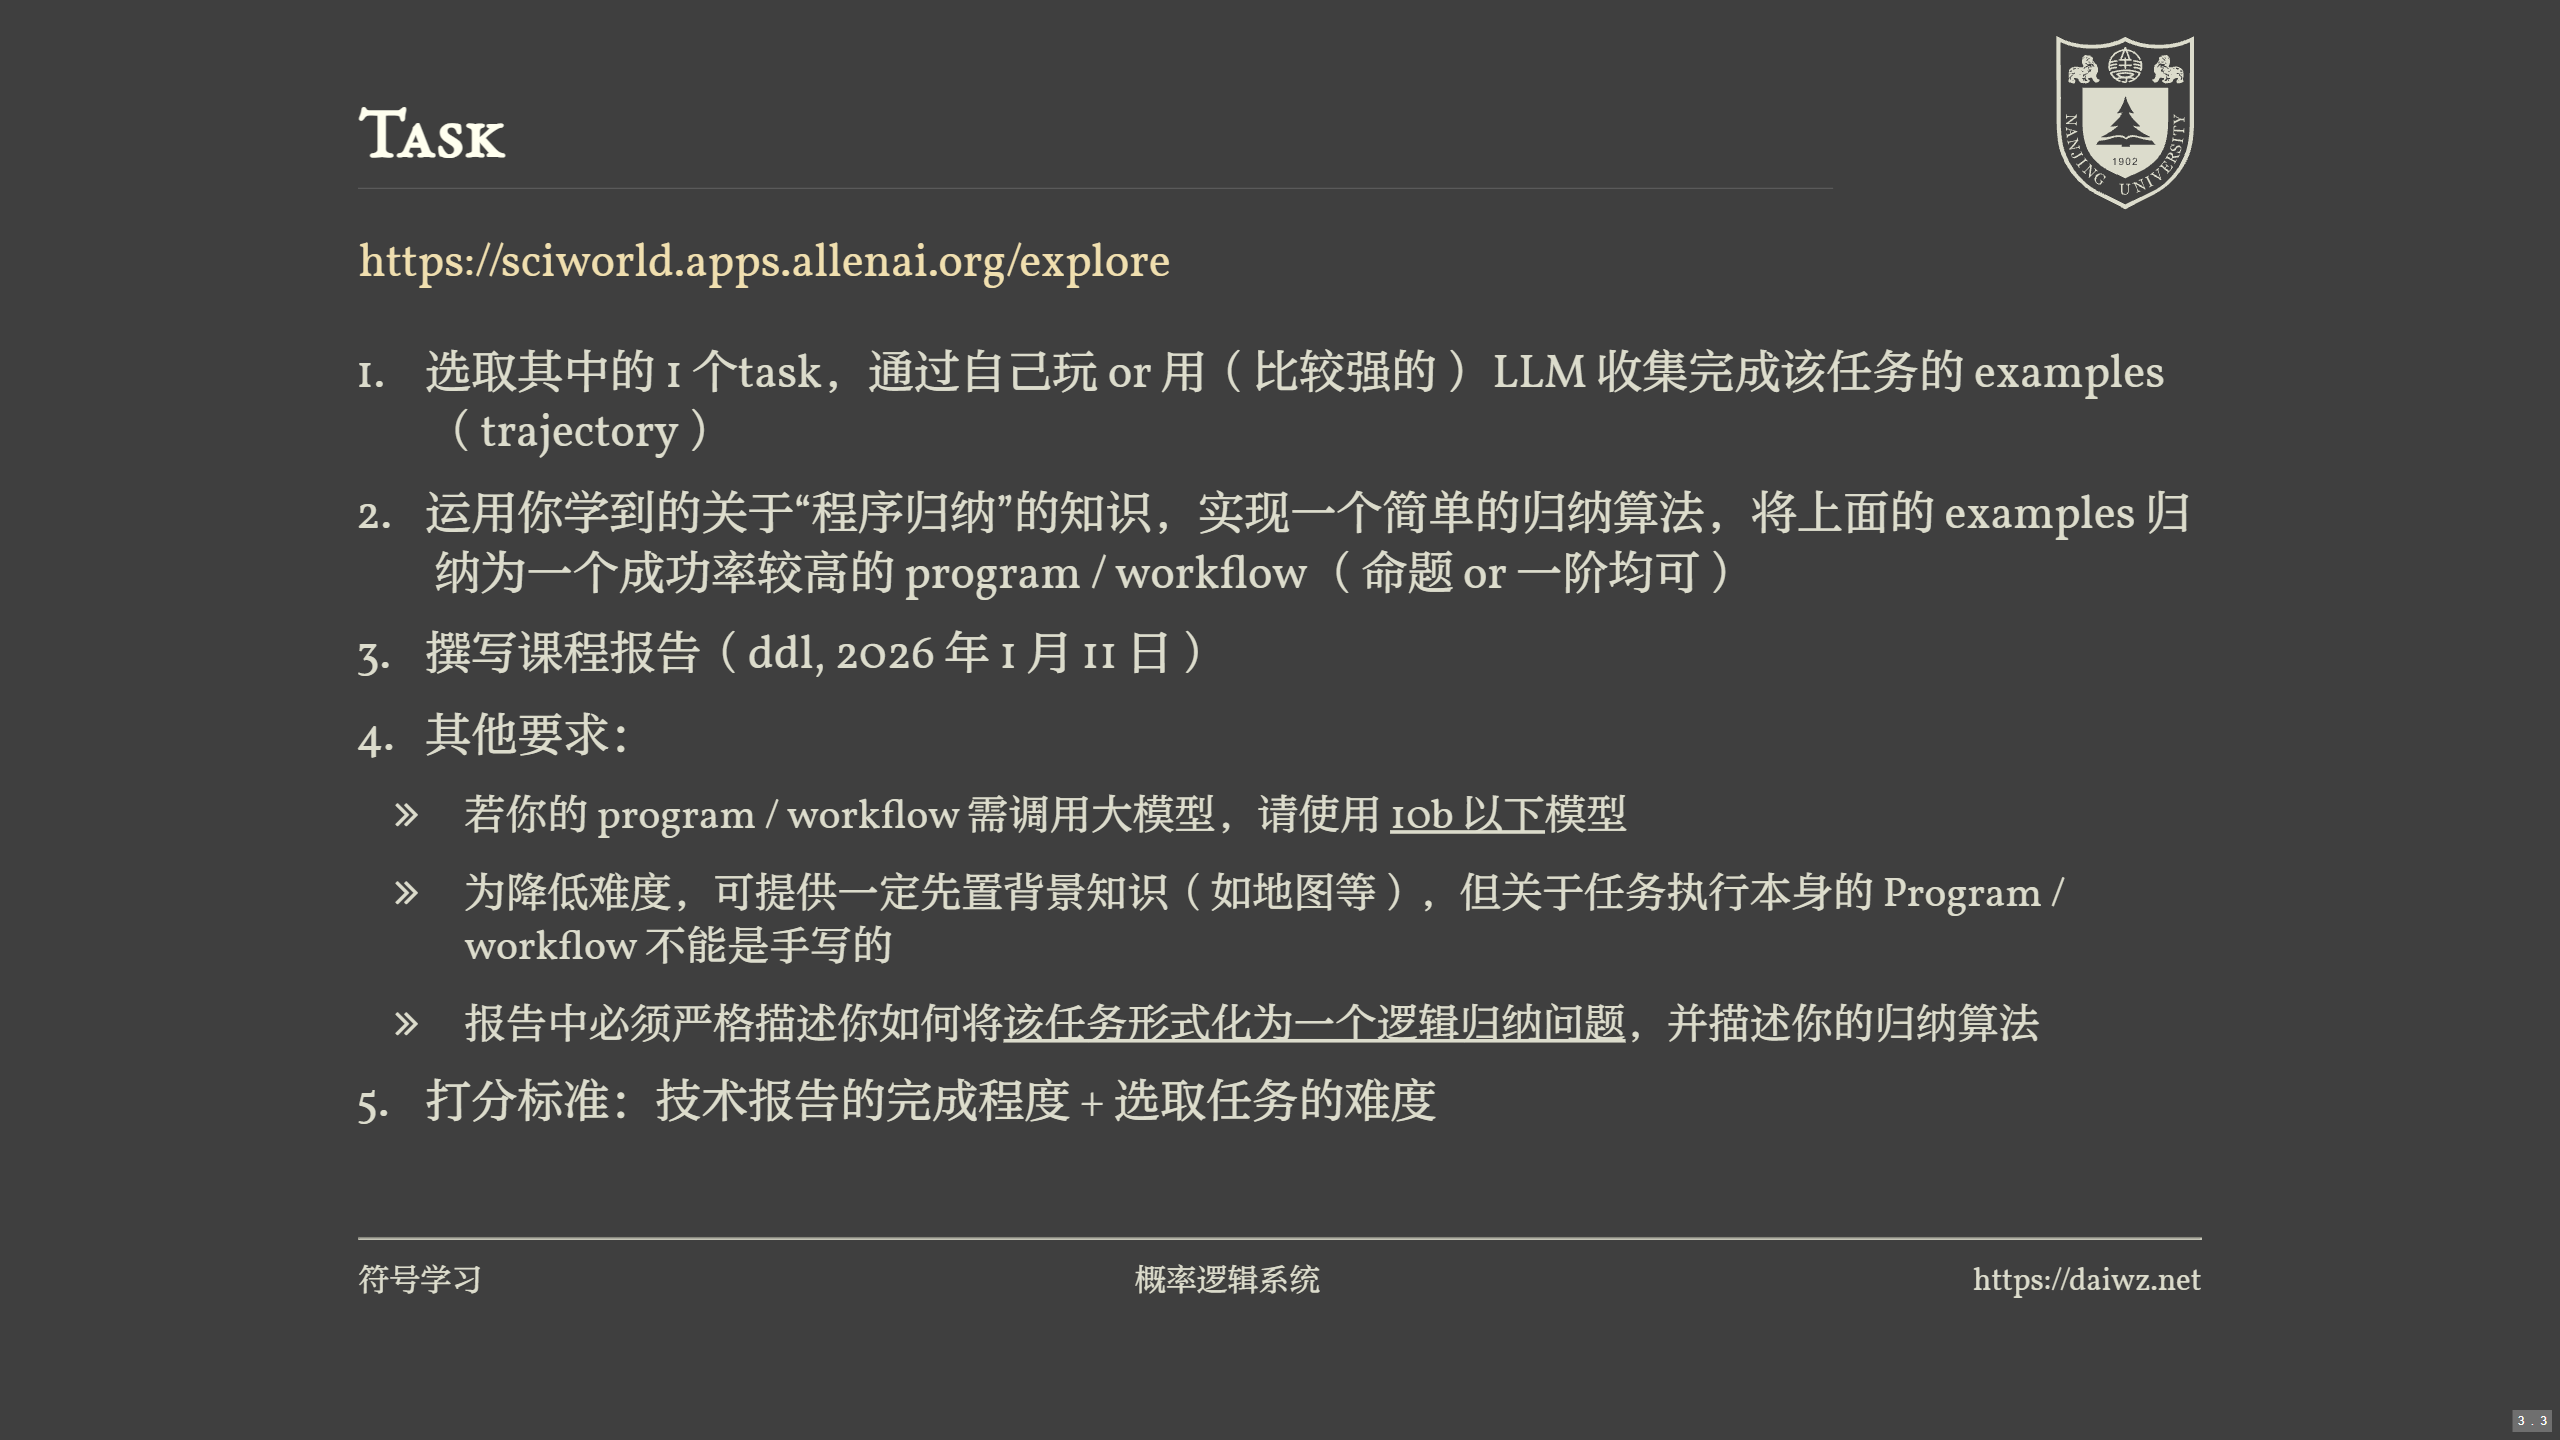 Task
NANJING UNIVERSITY
1902
https://sciworld.apps.allenai.org/explore
1. 选取其中的 1 个task，通过自己玩 or 用（比较强的）LLM 收集完成该任务的 examples
（trajectory）
2. 运用你学到的关于“程序归纳”的知识，实现一个简单的归纳算法，将上面的 examples 归
纳为一个成功率较高的 program / workflow（命题 or 一阶均可）
3. 撰写课程报告（ddl, 2026 年 1 月 11 日）
4. 其他要求：
» 若你的 program / workflow 需调用大模型，请使用 10b 以下模型
» 为降低难度，可提供一定先置背景知识（如地图等），但关于任务执行本身的 Program /
workflow 不能是手写的
» 报告中必须严格描述你如何将该任务形式化为一个逻辑归纳问题，并描述你的归纳算法
5. 打分标准：技术报告的完成程度 + 选取任务的难度
符号学习 概率逻辑系统 https://daiwz.net
3 . 3